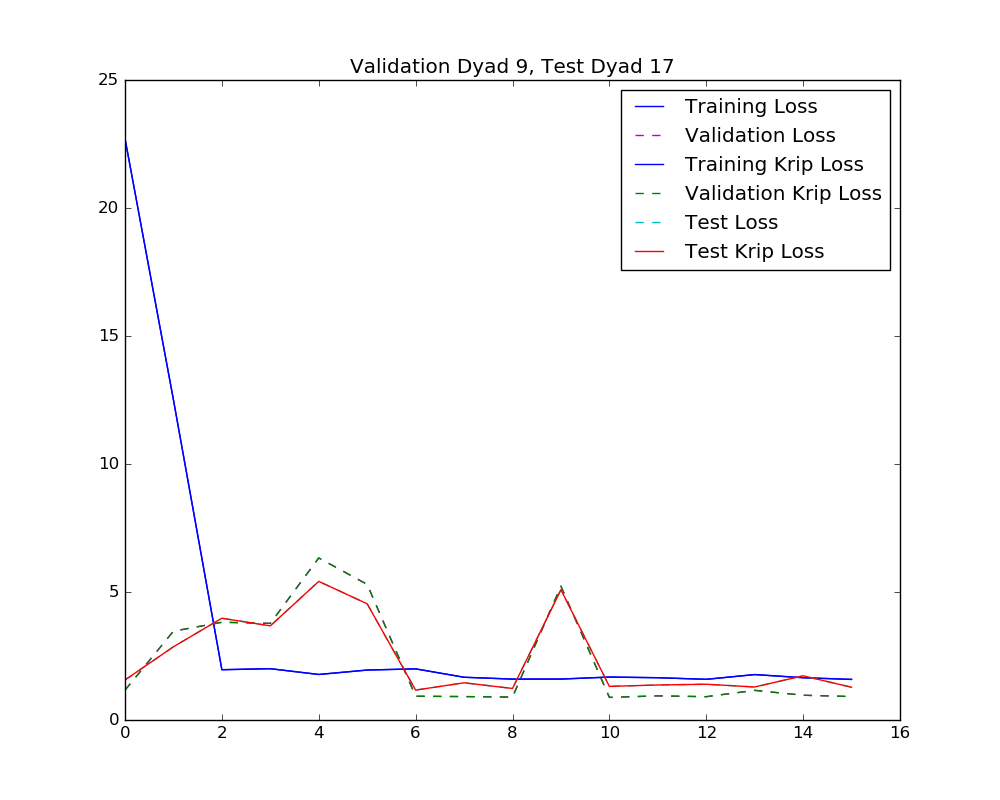 Validation Dyad 9, Test Dyad 17
25
20
15
10
5
0
Training Loss
Validation Loss
Training Krip Loss
Validation Krip Loss
Test Loss
Test Krip Loss
0 2 4 6 8 10 12 14 16